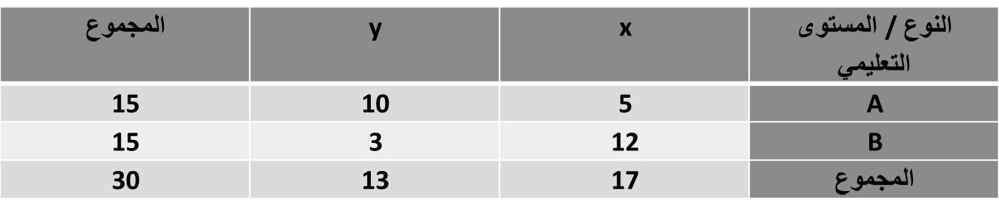 النوع / المستوى التعليمي x y المجموع
A 5 10 15
B 12 3 15
المجموع 17 13 30